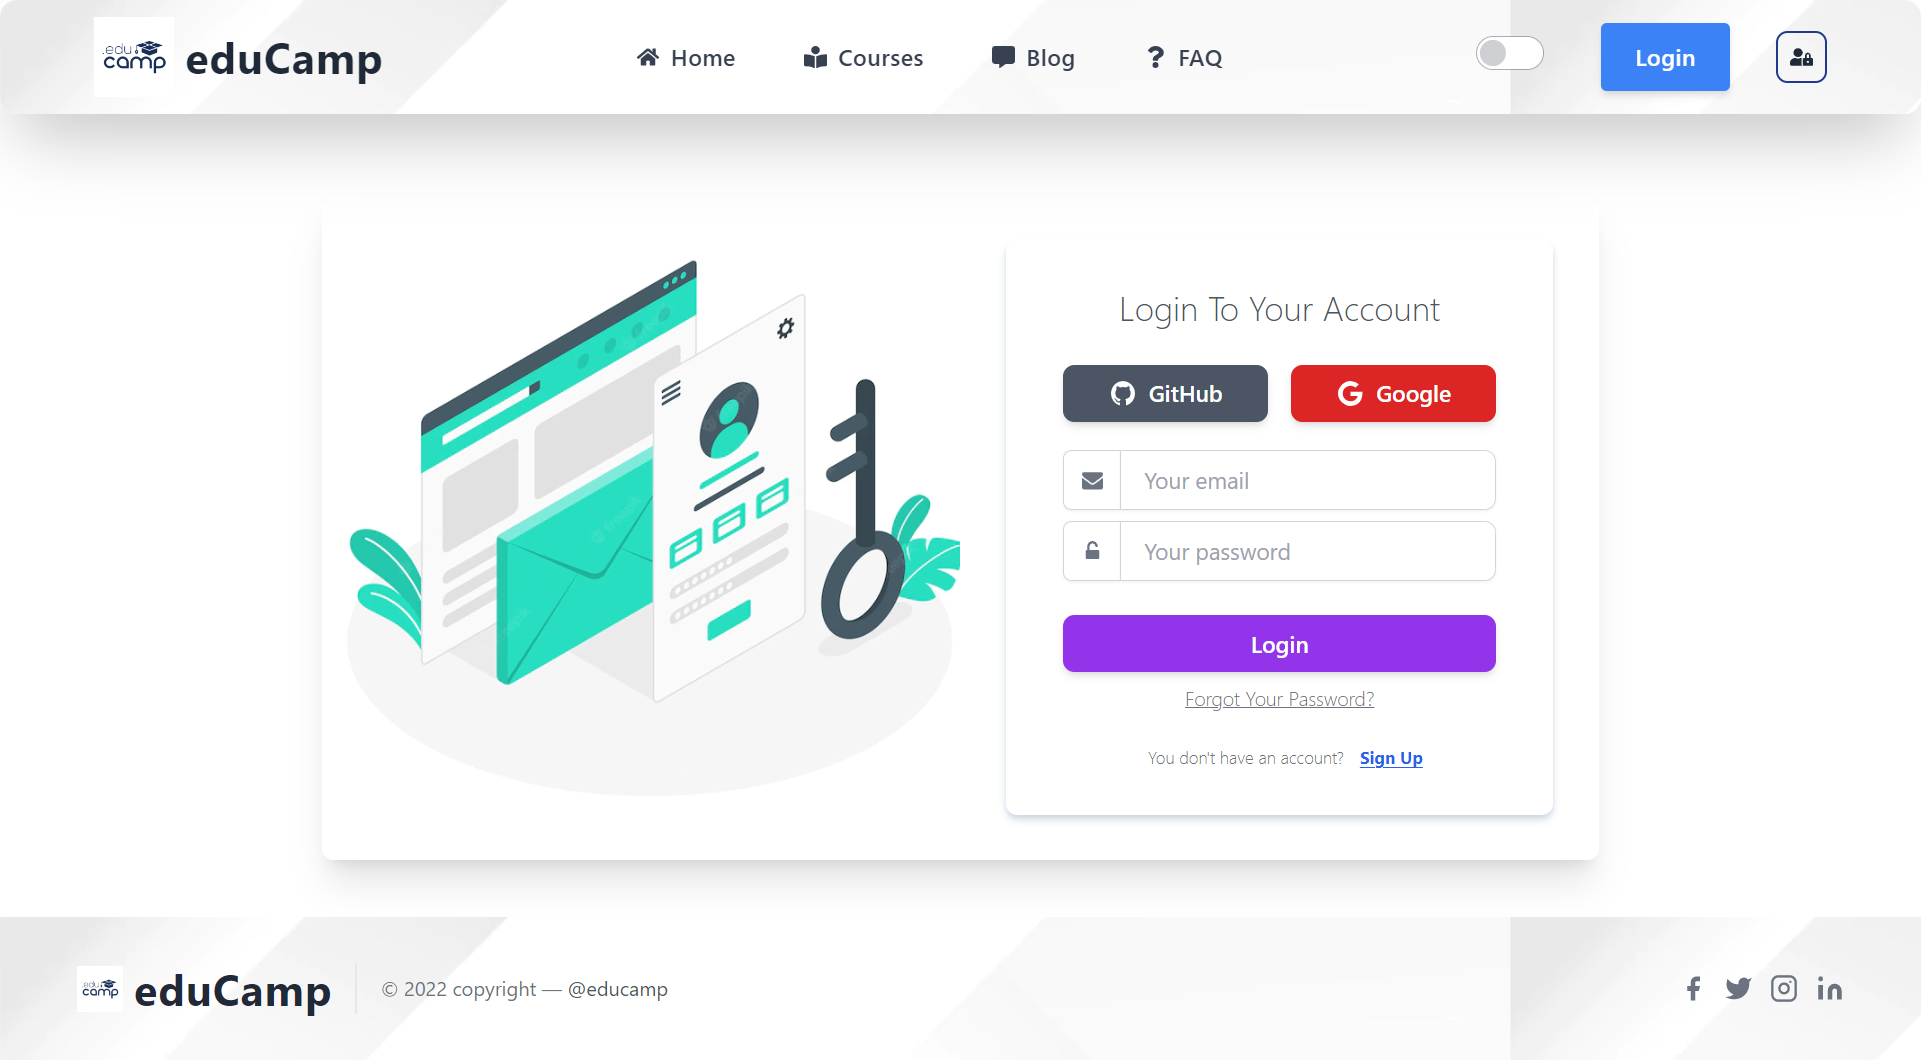 .edu
camp
eduCamp
Home
Courses
Blog
FAQ
Login
Login To Your Account
GitHub
Google
Your email
Your password
Login
Forgot Your Password?
You don't have an account? Sign Up
edu
camp
eduCamp
© 2022 copyright — @educamp